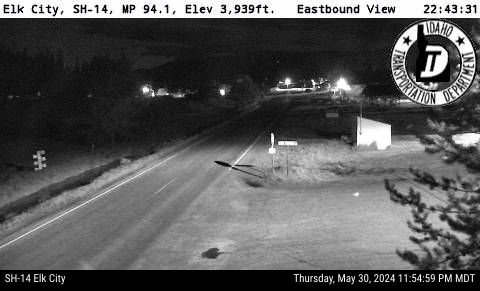 Elk City, SH-14, MP 94.1, Elev 3,939ft. Eastbound View 22:43:31
IDAHO
TRANSPORTATION DEPARTMENT
SH-14 Elk City Thursday, May 30, 2024 11:54:59 PM MDT